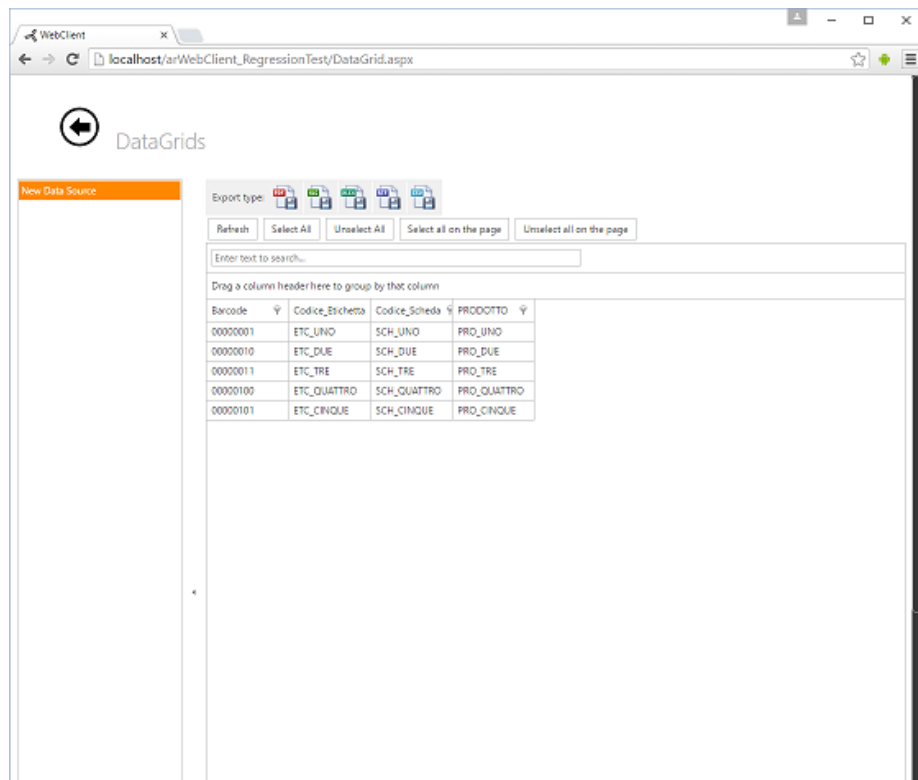 WebClient
localhost/arWebClient_RegressionTest/DataGrid.aspx
DataGrids
New Data Source
Export type:
Refresh Select All Unselect All Select all on the page Unselect all on the page
Enter text to search...
Drag a column header here to group by that column
Barcode Codice_Etichetta Codice_Scheda PRODOTTO
00000001 ETC_UNO SCH_UNO PRO_UNO
00000010 ETC_DUE SCH_DUE PRO_DUE
00000011 ETC_TRE SCH_TRE PRO_TRE
00000100 ETC_QUATTRO SCH_QUATTRO PRO_QUATTRO
00000101 ETC_CINQUE SCH_CINQUE PRO_CINQUE